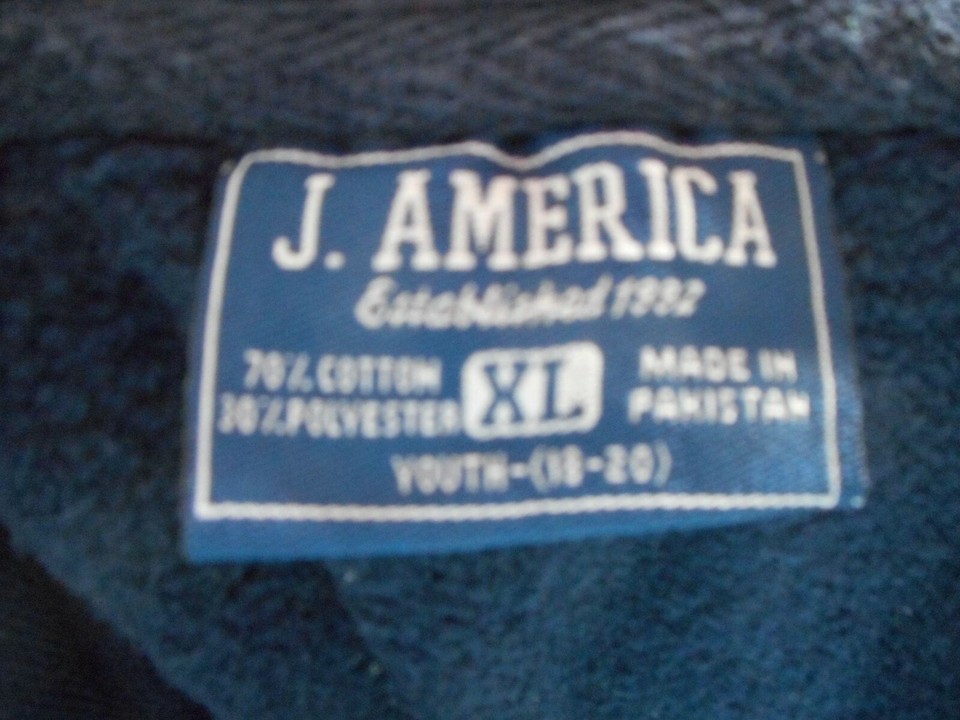 J. AMERICA
Established 1992
70% COTTON
30% POLYESTER
XL
MADE IN
PAKISTAN
YOUTH-(18-20)